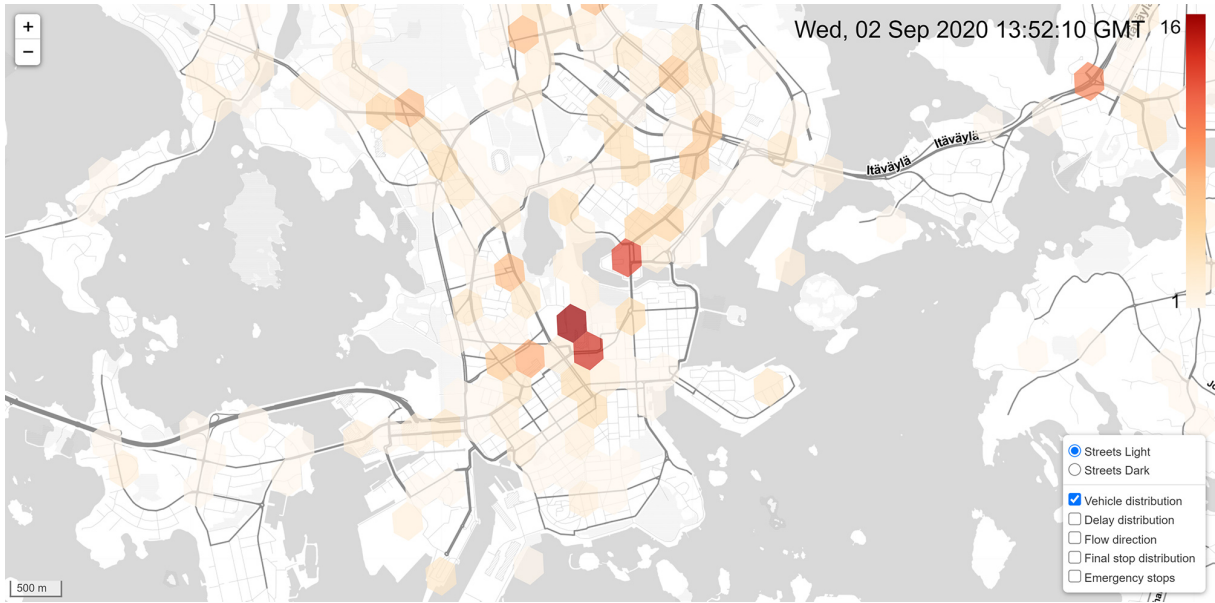 +
−
Wed, 02 Sep 2020 13:52:10 GMT
16
Itäväylä
Itäväylä
1
Streets Light
Streets Dark
Vehicle distribution
Delay distribution
Flow direction
Final stop distribution
Emergency stops
500 m